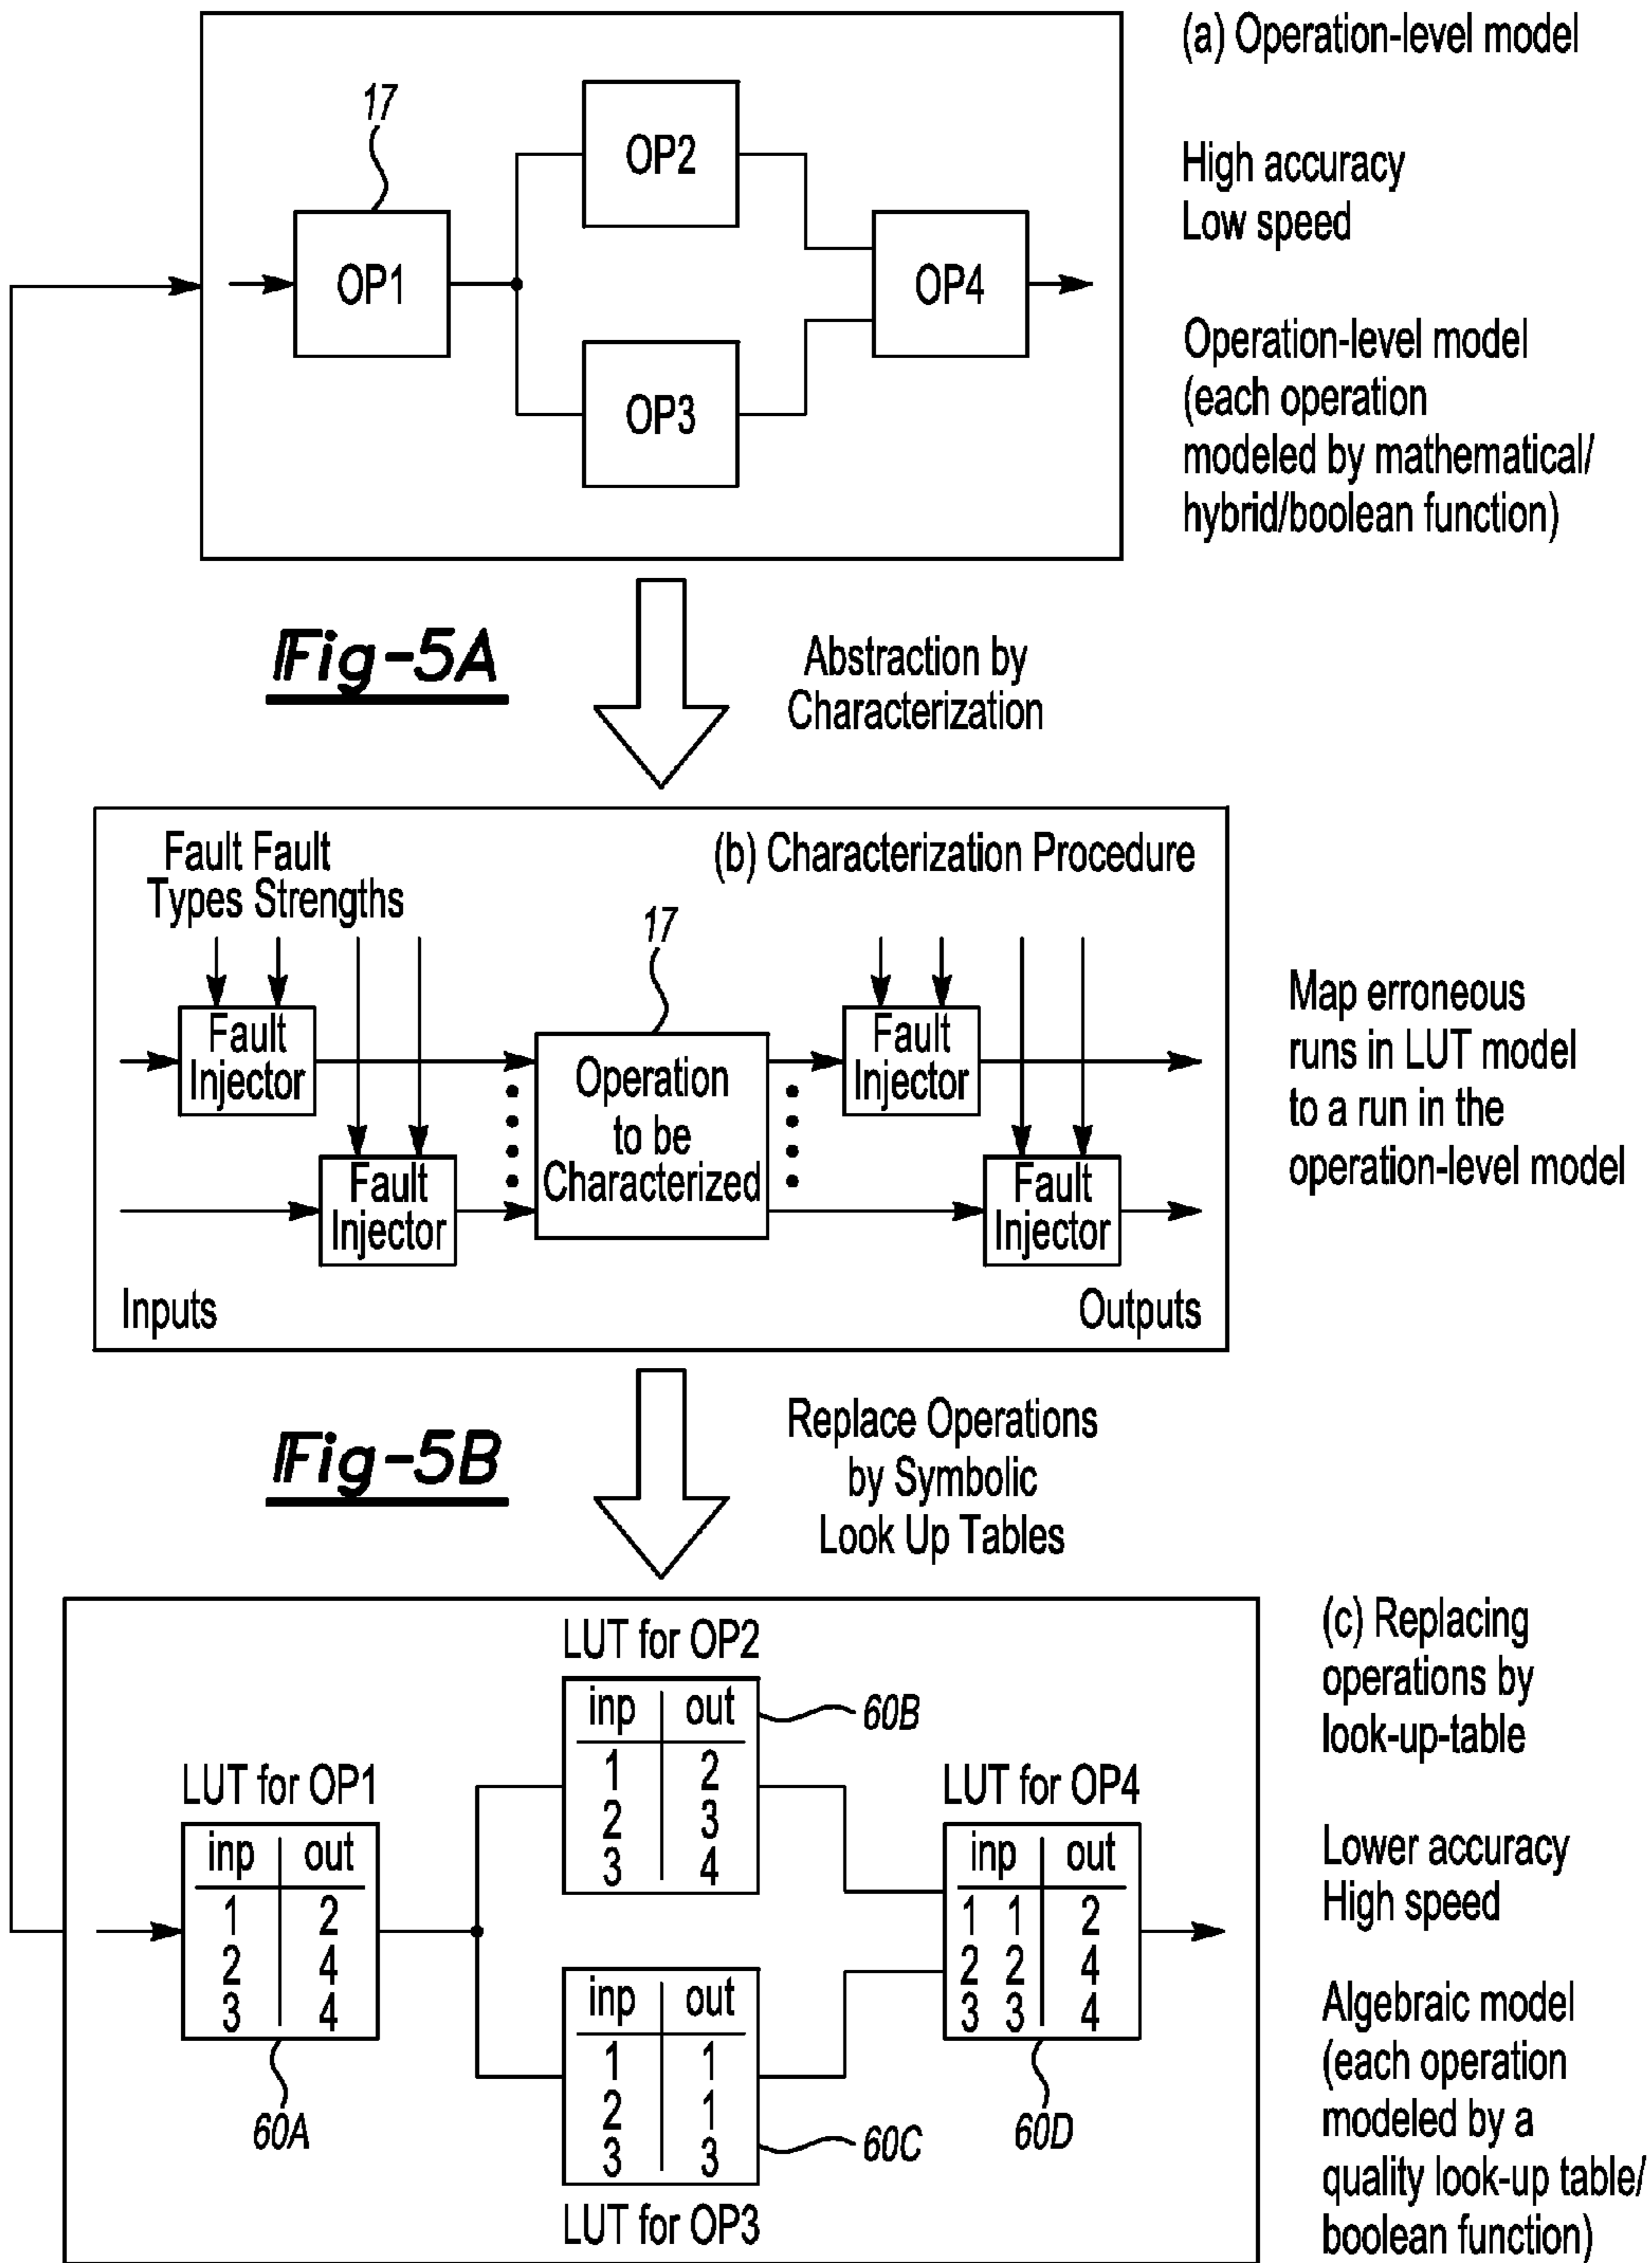 (a) Operation-level model
17
OP2
High accuracy
Low speed
OP1
OP4
OP3
Operation-level model
(each operation
modeled by mathematical/
hybrid/boolean function)
Fig-5A
Abstraction by
Characterization
Fault Fault
Types Strengths
(b) Characterization Procedure
17
Fault
Injector
Fault
Injector
Operation
to be
Characterized
Fault
Injector
Fault
Injector
Inputs
Outputs
Map erroneous
runs in LUT model
to a run in the
operation-level model
Fig-5B
Replace Operations
by Symbolic
Look Up Tables
LUT for OP2
inp out
1 2
2 3
3 4
60B
LUT for OP1
inp out
1 2
2 4
3 4
60A
LUT for OP4
inp out
1 1 2
2 2 4
3 3 4
60D
inp out
1 1
2 1
3 3
60C
LUT for OP3
(c) Replacing
operations by
look-up-table
Lower accuracy
High speed
Algebraic model
(each operation
modeled by a
quality look-up table/
boolean function)